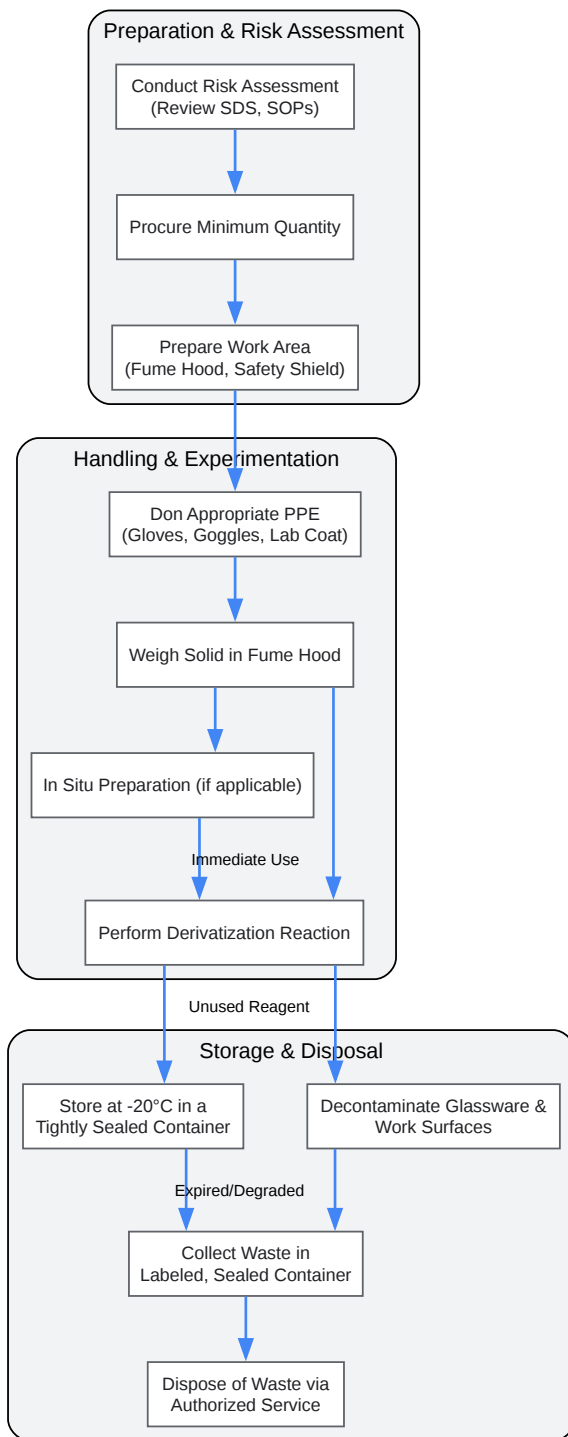 Preparation & Risk Assessment
Conduct Risk Assessment
(Review SDS, SOPs)
Procure Minimum Quantity
Prepare Work Area
(Fume Hood, Safety Shield)
Handling & Experimentation
Don Appropriate PPE
(Gloves, Goggles, Lab Coat)
Weigh Solid in Fume Hood
In Situ Preparation (if applicable)
Immediate Use
Perform Derivatization Reaction
Unused Reagent
Storage & Disposal
Store at -20°C in a
Tightly Sealed Container
Decontaminate Glassware &
Work Surfaces
Expired/Degraded
Collect Waste in
Labeled, Sealed Container
Dispose of Waste via
Authorized Service